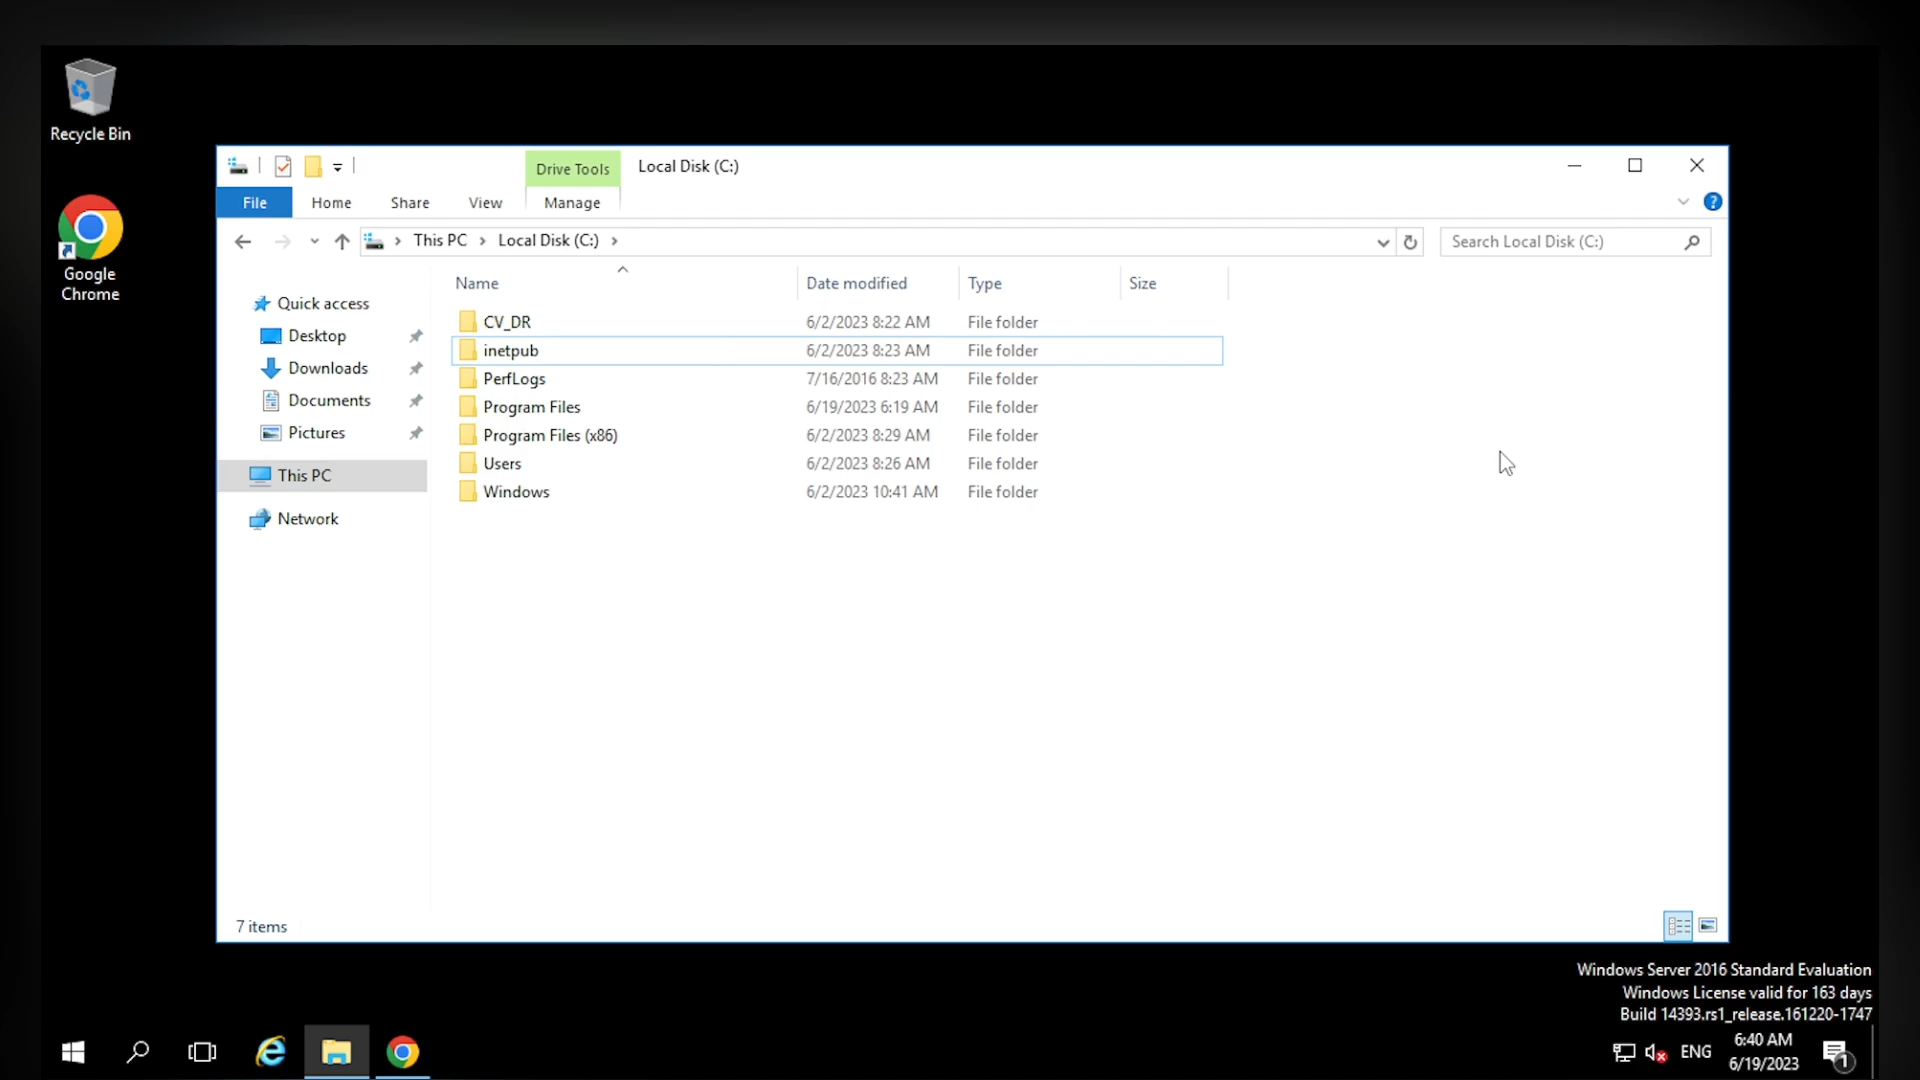 Recycle Bin
Google
Chrome
Drive Tools
Local Disk (C:)
File
Home
Share
View
Manage
?
This PC
Local Disk (C:)
Search Local Disk (C:)
Name
Date modified
Type
Size
Quick access
Desktop
Downloads
Documents
Pictures
This PC
Network
CV_DR 6/2/2023 8:22 AM File folder
inetpub 6/2/2023 8:23 AM File folder
PerfLogs 7/16/2016 8:23 AM File folder
Program Files 6/19/2023 6:19 AM File folder
Program Files (x86) 6/2/2023 8:29 AM File folder
Users 6/2/2023 8:26 AM File folder
Windows 6/2/2023 10:41 AM File folder
7 items
Windows Server 2016 Standard Evaluation
Windows License valid for 163 days
Build 14393.rs1_release.161220-1747
ENG
6:40 AM
6/19/2023
1